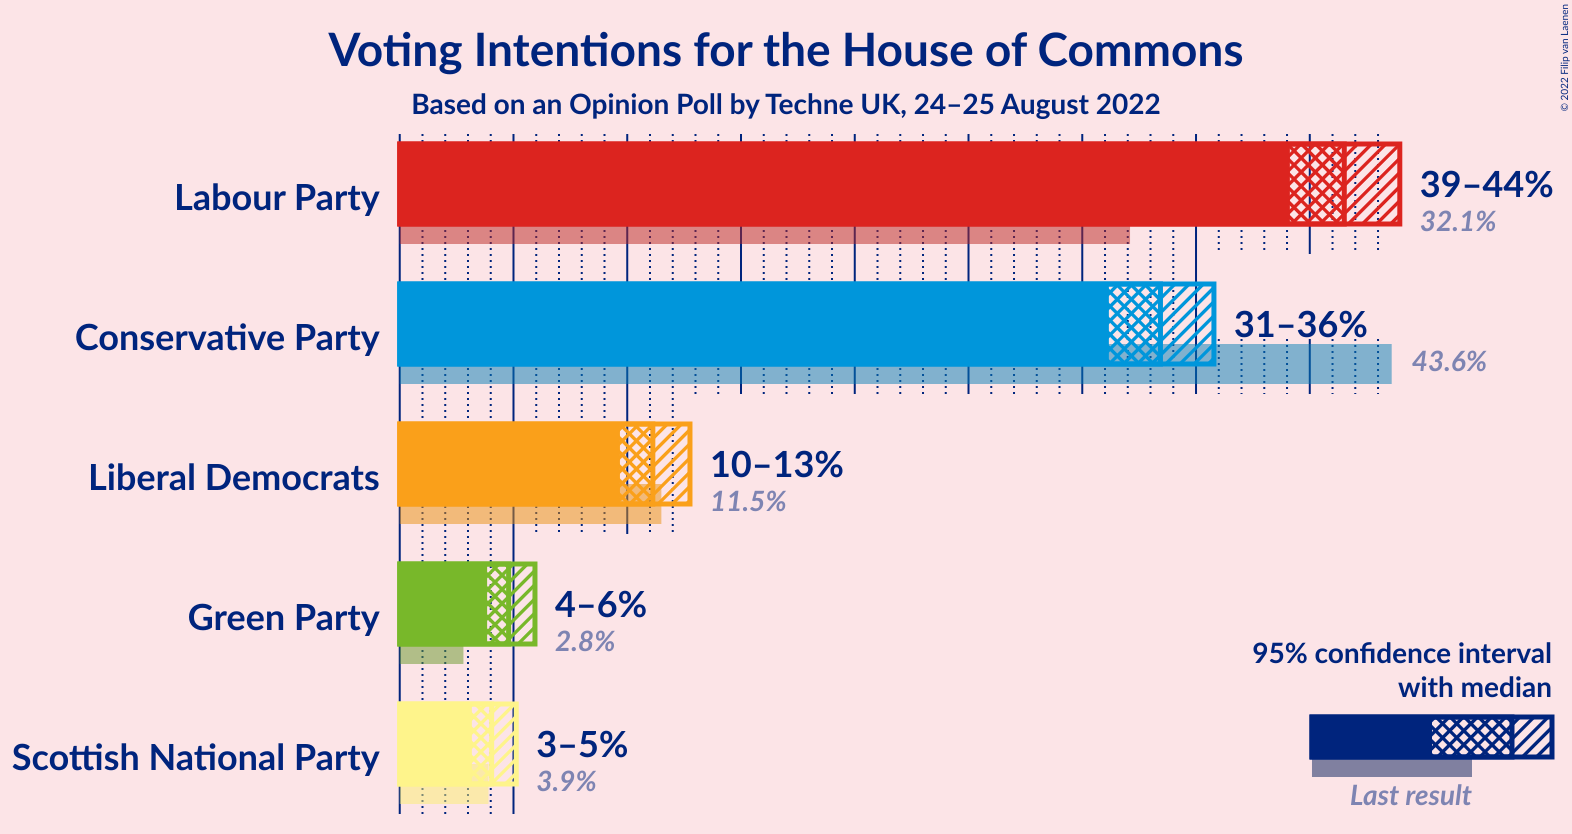 Voting Intentions for the House of Commons
Based on an Opinion Poll by Techne UK, 24–25 August 2022
© 2022 Filip van Laenen
Labour Party
39–44%
32.1%
Conservative Party
31–36%
43.6%
Liberal Democrats
10–13%
11.5%
Green Party
4–6%
2.8%
Scottish National Party
3–5%
3.9%
95% confidence interval
with median
Last result